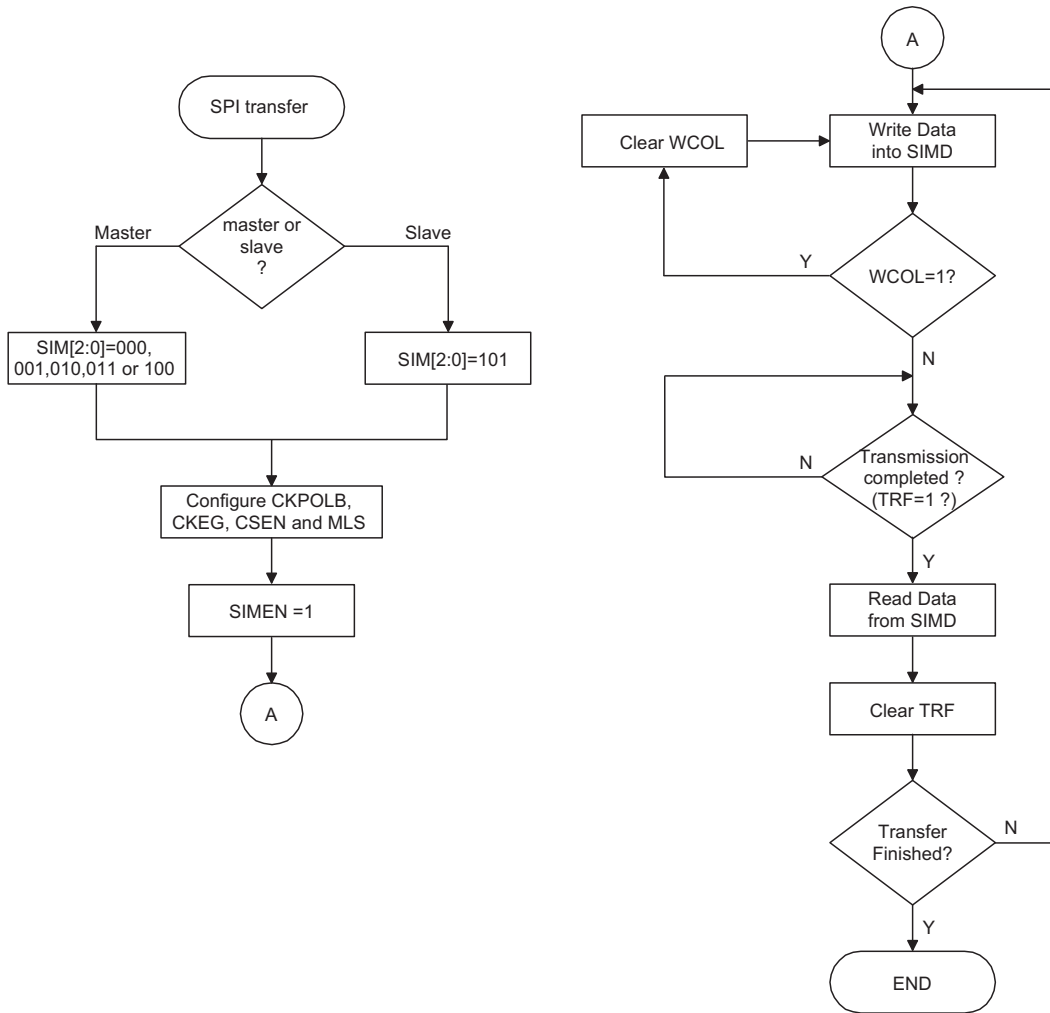 SPI transfer
master or
slave
?
Master
Slave
SIM[2:0]=000,
001,010,011 or 100
SIM[2:0]=101
Configure CKPOLB,
CKEG, CSEN and MLS
SIMEN =1
A
A
Write Data
into SIMD
Clear WCOL
WCOL=1?
Y
N
Transmission
completed ?
(TRF=1 ?)
N
Y
Read Data
from SIMD
Clear TRF
Transfer
Finished?
N
Y
END